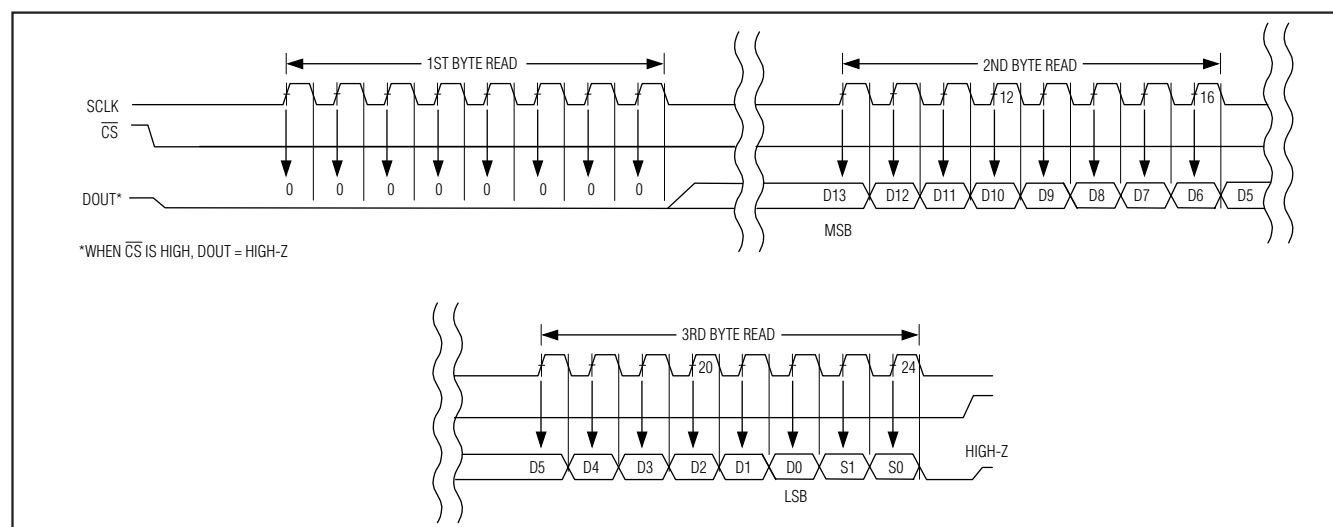 1ST BYTE READ
2ND BYTE READ
SCLK
12
16
CS
0 0 0 0 0 0 0 0
DOUT*
D13 D12 D11 D10 D9 D8 D7 D6 D5
MSB
*WHEN CS IS HIGH, DOUT = HIGH-Z
3RD BYTE READ
20
24
HIGH-Z
D5 D4 D3 D2 D1 D0 S1 S0
LSB